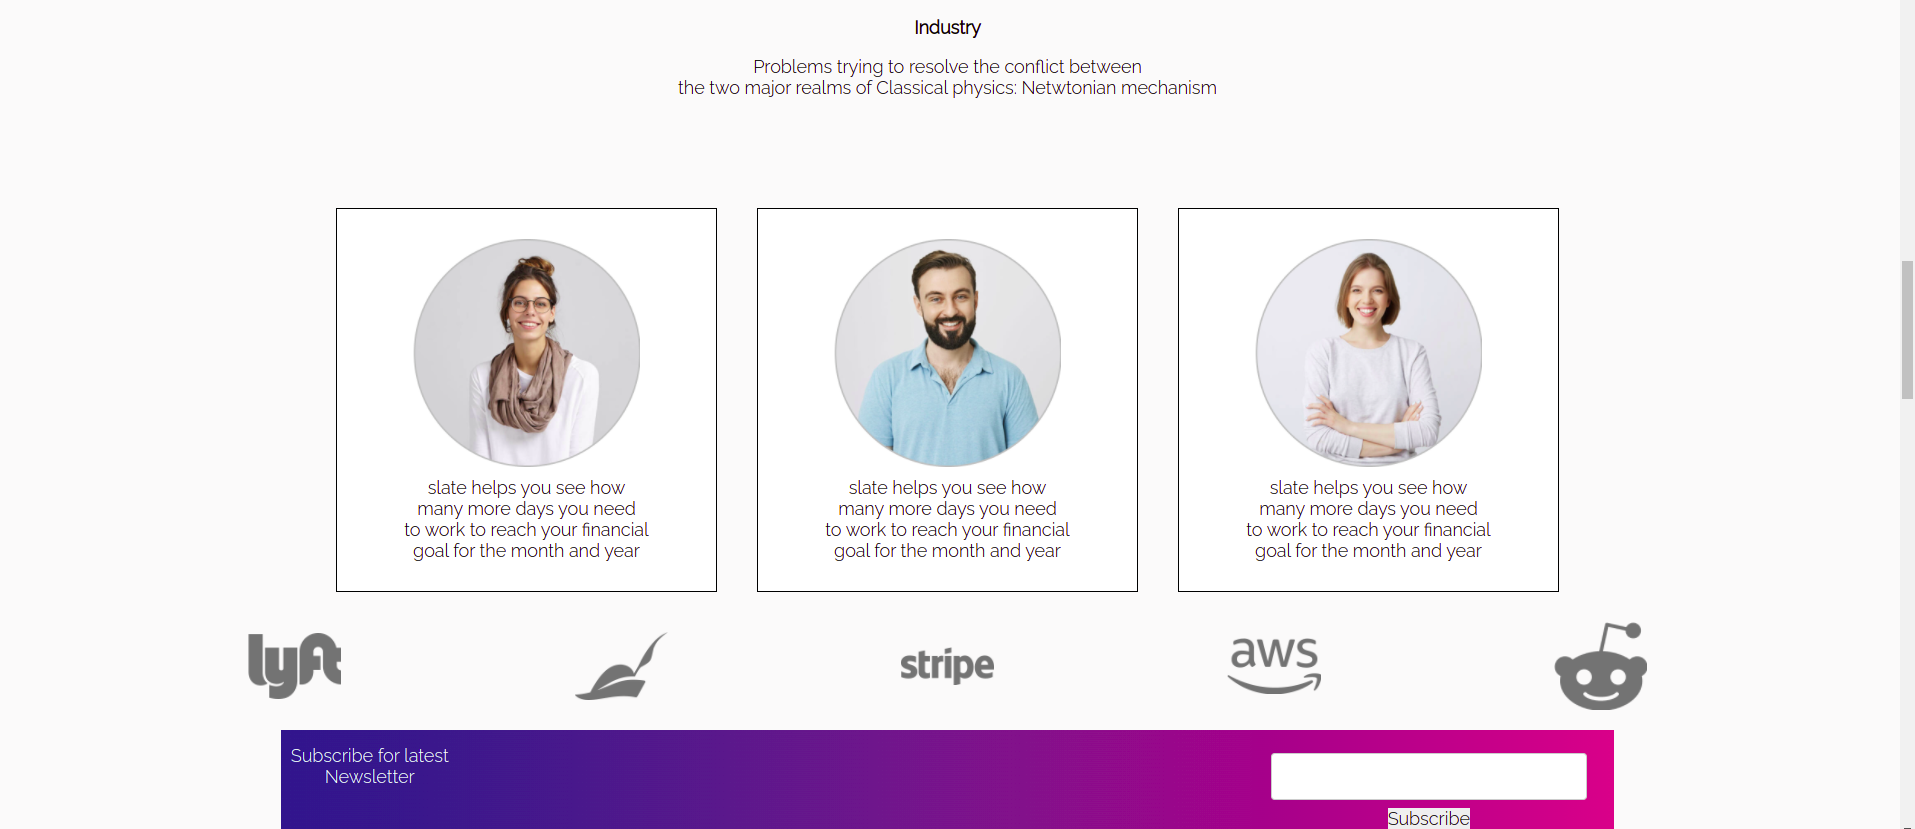 Industry
Problems trying to resolve the conflict between
the two major realms of Classical physics: Netwtonian mechanism
slate helps you see how
many more days you need
to work to reach your financial
goal for the month and year
slate helps you see how
many more days you need
to work to reach your financial
goal for the month and year
slate helps you see how
many more days you need
to work to reach your financial
goal for the month and year
lyft
stripe
aws
Subscribe for latest
Newsletter
Subscribe